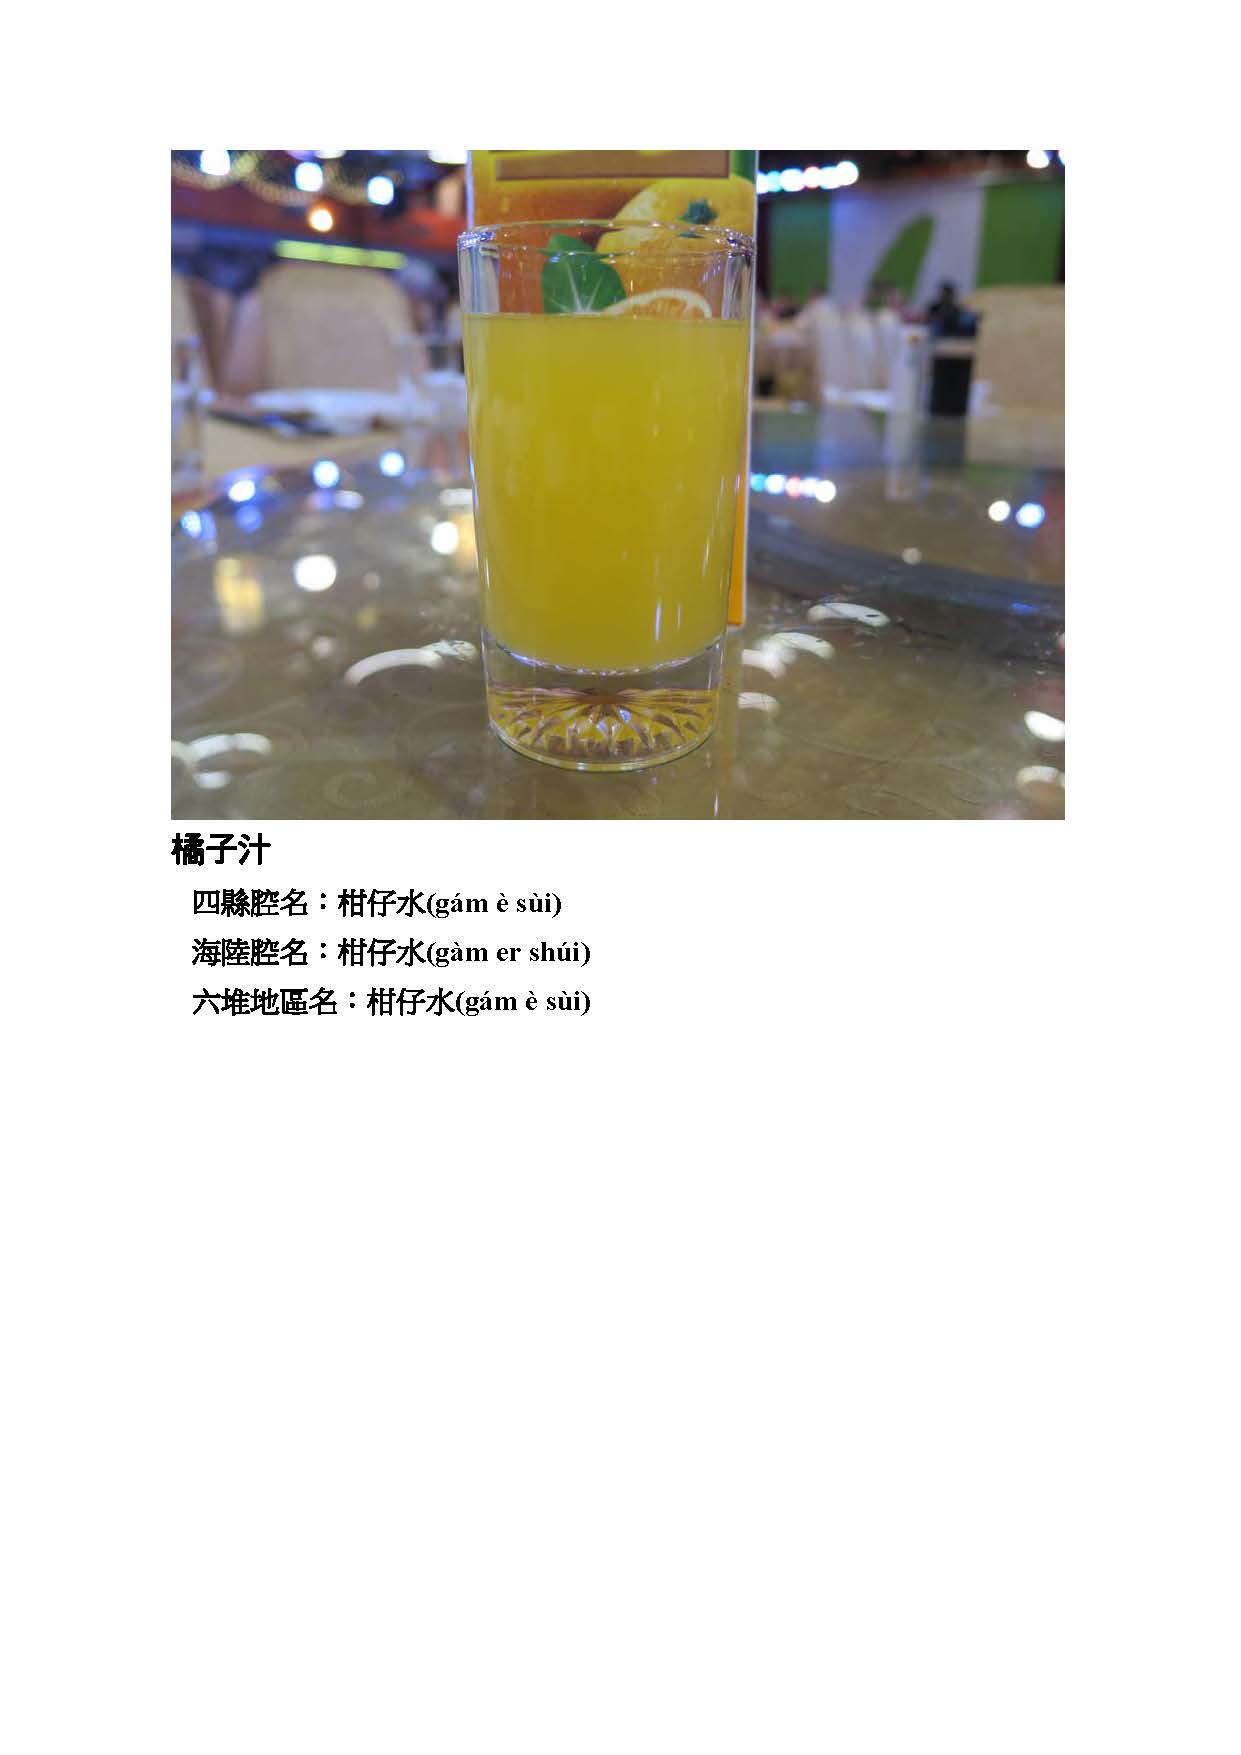 橘子汁
四縣腔名：柑仔水(gám è sùi)
海陸腔名：柑仔水(gàm er shúi)
六堆地區名：柑仔水(gám è sùi)